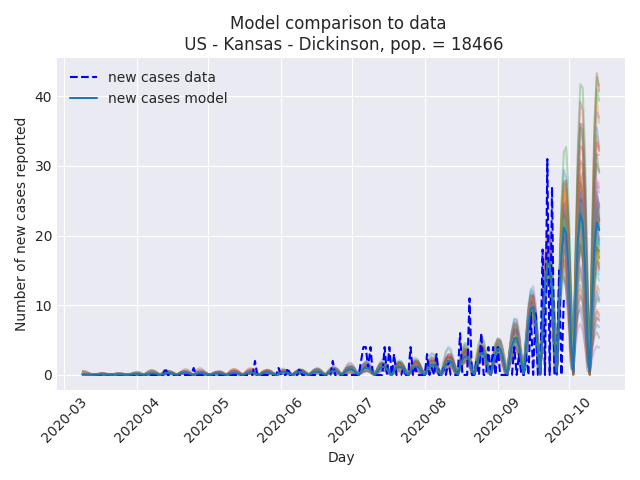 Model comparison to data
US - Kansas - Dickinson, pop. = 18466
new cases data
new cases model
Number of new cases reported
40
30
20
10
0
2020-03
2020-04
2020-05
2020-06
2020-07
2020-08
2020-09
2020-10
Day